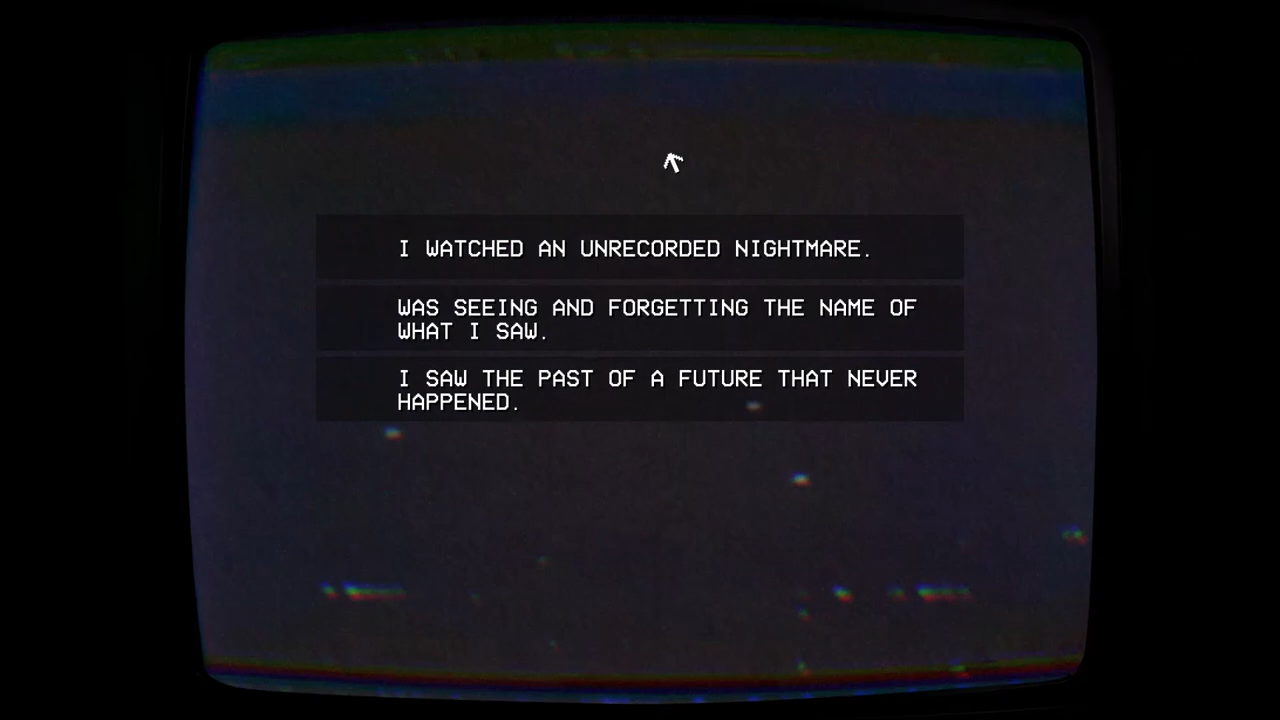 I WATCHED AN UNRECORDED NIGHTMARE.
WAS SEEING AND FORGETTING THE NAME OF
WHAT I SAW.
I SAW THE PAST OF A FUTURE THAT NEVER
HAPPENED.